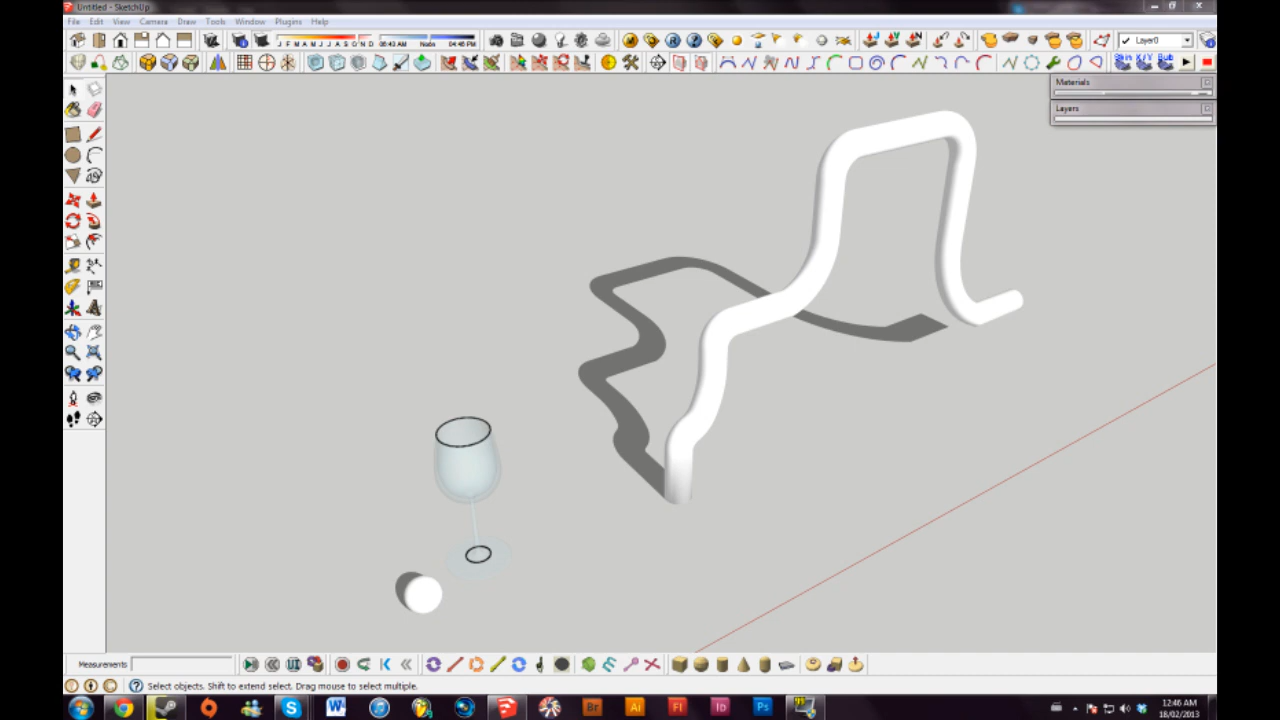 Untitled - SketchUp
File Edit View Camera Draw Tools Window Plugins Help
J F M A M J J A S O N D 06:43 AM Noon 04:46 PM
Layer0
Skin X/Y Bub
Materials
Layers
Measurements
Select objects. Shift to extend select. Drag mouse to select multiple.
W Br Ai Fl Id Ps
12:46 AM
18/02/2013